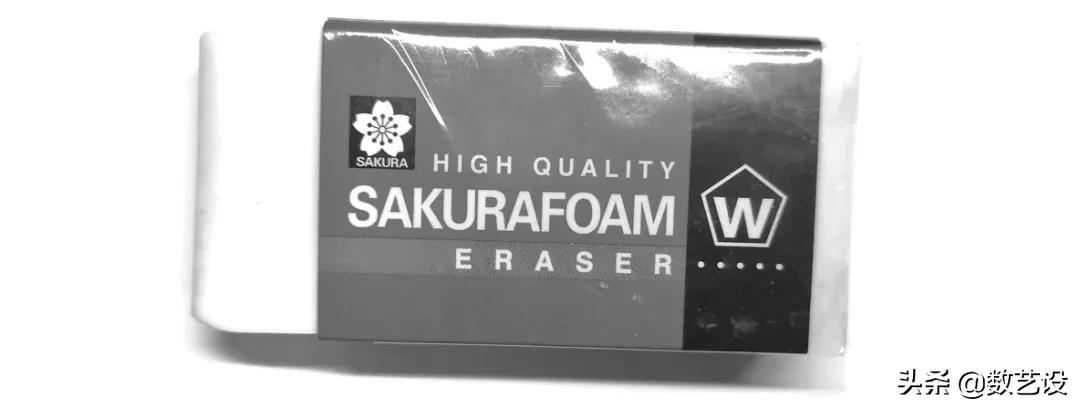 SAKURA
HIGH QUALITY
SAKURAFOAM
ERASER
W
头条 @数艺设